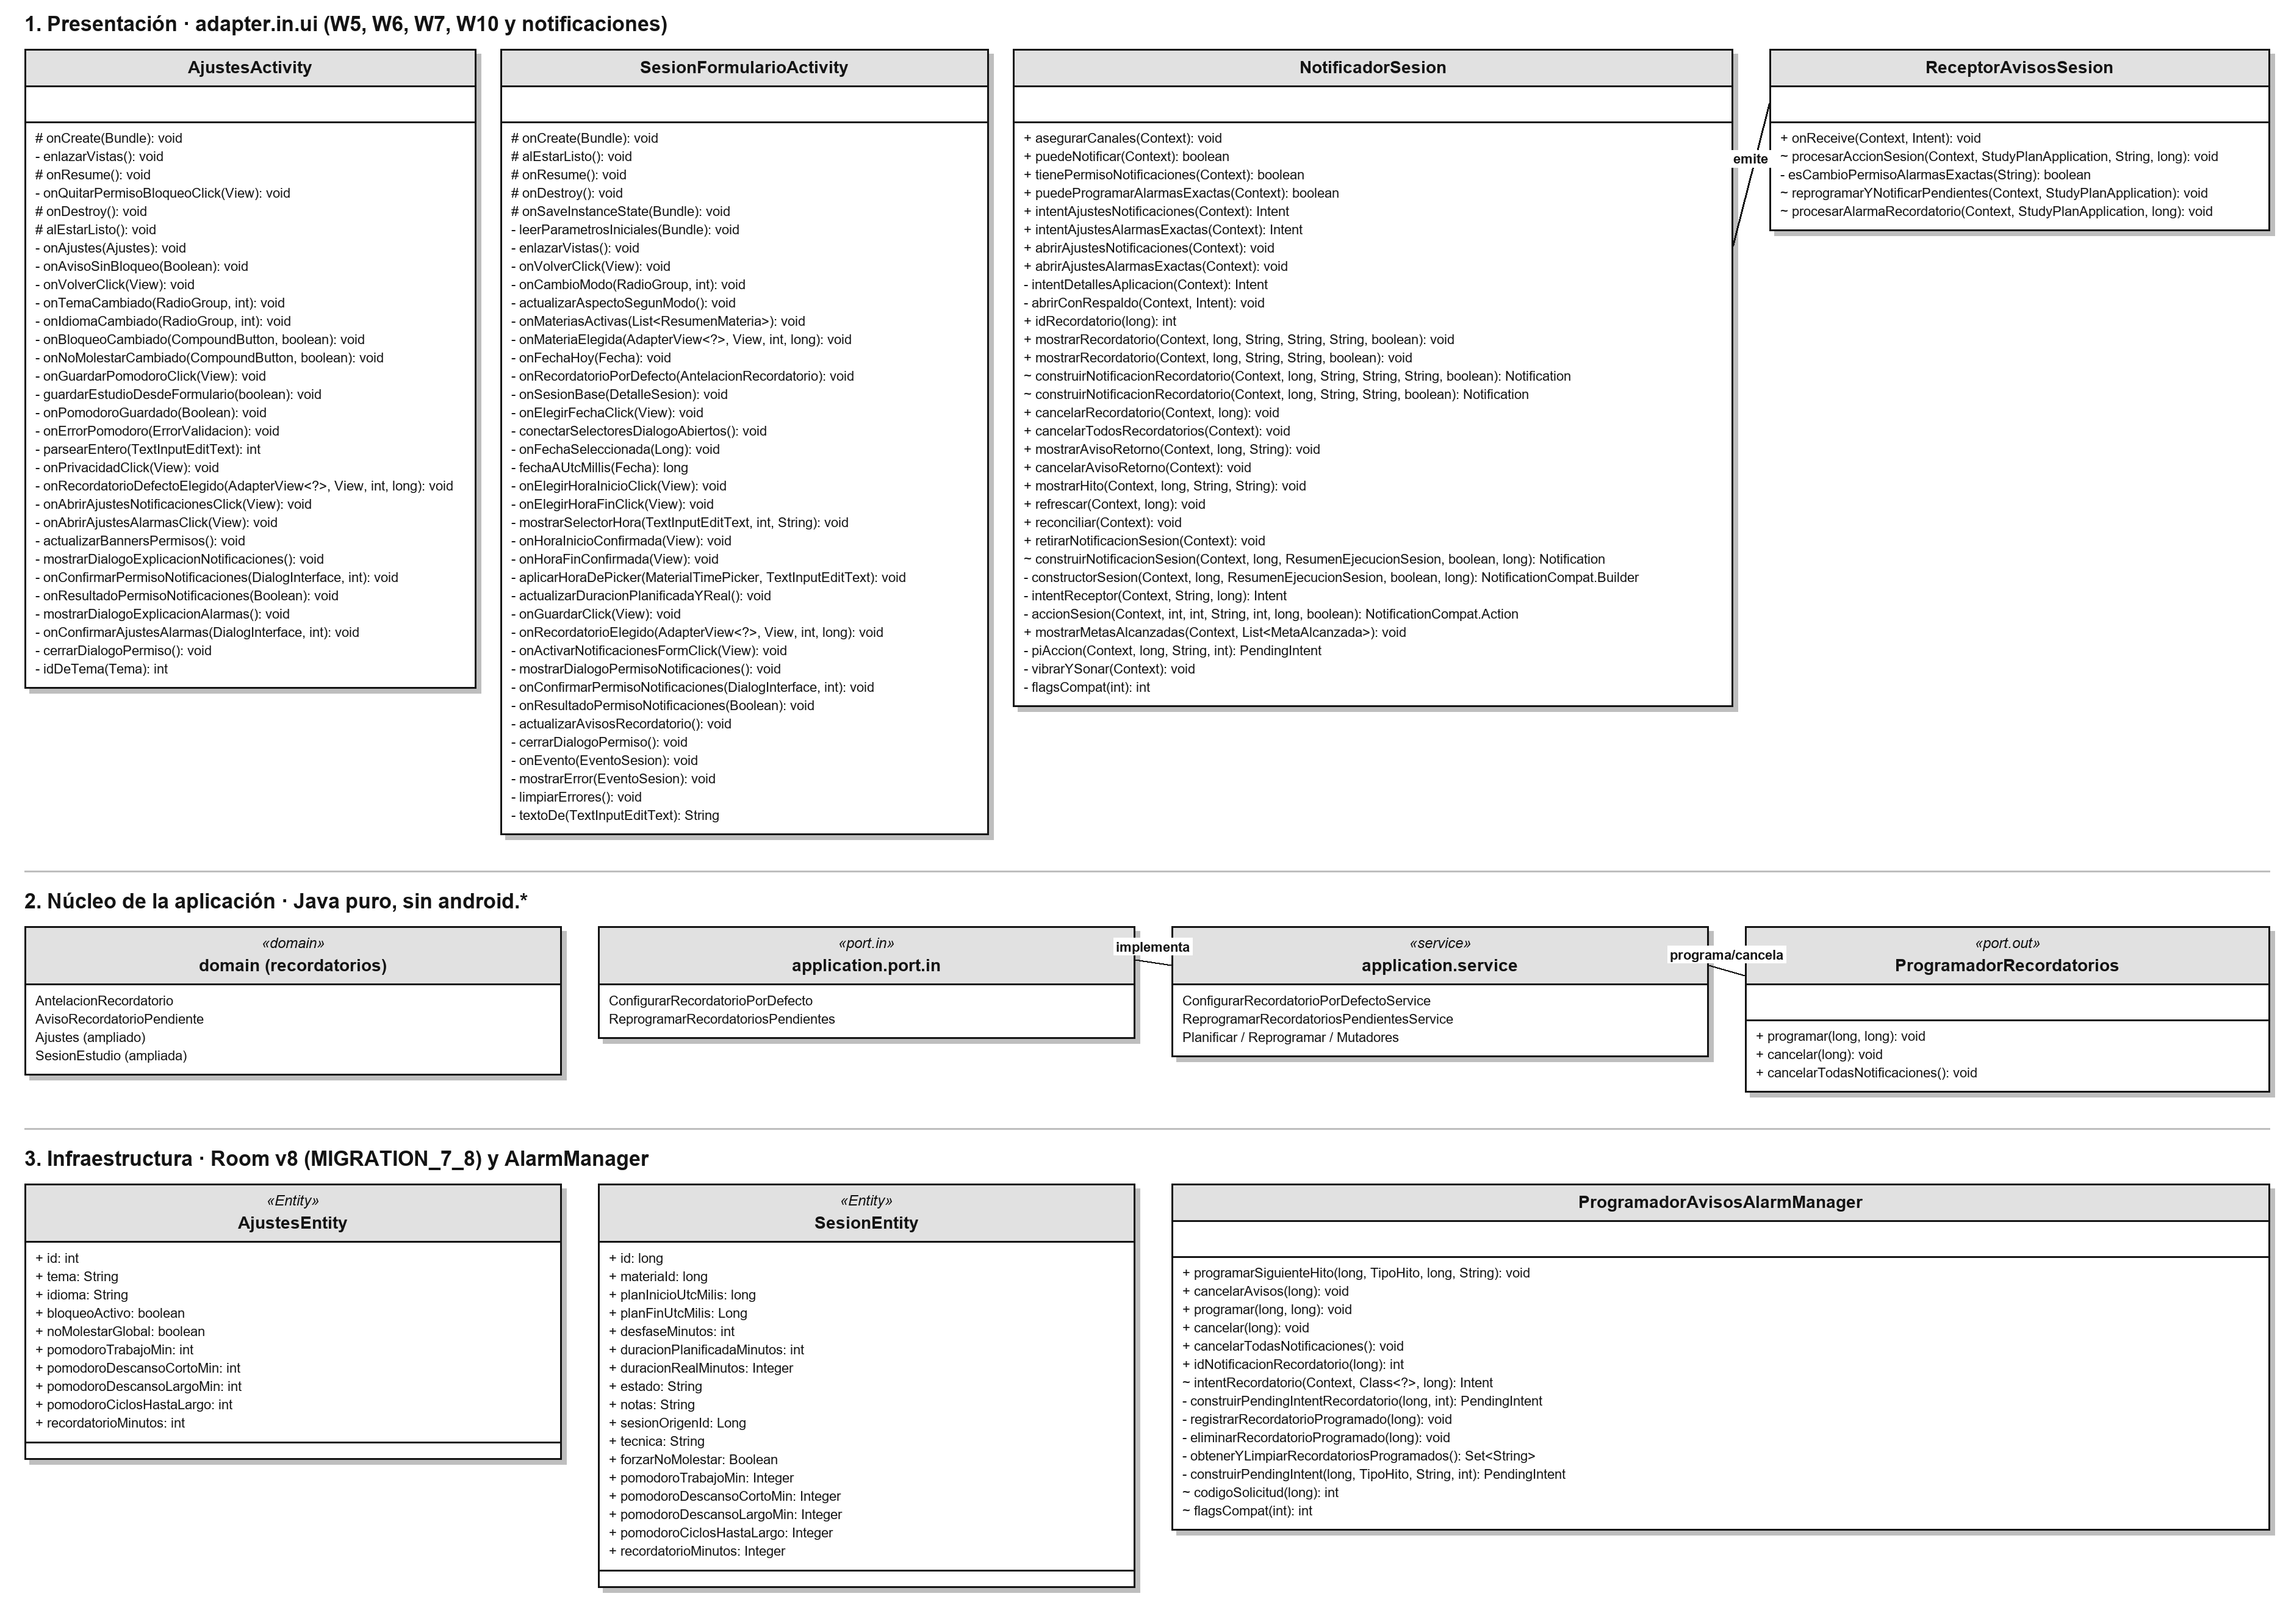 1. Presentación · adapter.in.ui (W5, W6, W7, W10 y notificaciones)
AjustesActivity
# onCreate(Bundle): void
- enlazarVistas(): void
# onResume(): void
- onQuitarPermisoBloqueoClick(View): void
# onDestroy(): void
# alEstarListo(): void
- onAjustes(Ajustes): void
- onAvisoSinBloqueo(Boolean): void
- onVolverClick(View): void
- onTemaCambiado(RadioGroup, int): void
- onIdiomaCambiado(RadioGroup, int): void
- onBloqueoCambiado(CompoundButton, boolean): void
- onNoMolestarCambiado(CompoundButton, boolean): void
- onGuardarPomodoroClick(View): void
- guardarEstudioDesdeFormulario(boolean): void
- onPomodoroGuardado(Boolean): void
- onErrorPomodoro(ErrorValidacion): void
- parsearEntero(TextInputEditText): int
- onPrivacidadClick(View): void
- onRecordatorioDefectoElegido(AdapterView<?>, View, int, long): void
- onAbrirAjustesNotificacionesClick(View): void
- onAbrirAjustesAlarmasClick(View): void
- actualizarBannersPermisos(): void
- mostrarDialogoExplicacionNotificaciones(): void
- onConfirmarPermisoNotificaciones(DialogInterface, int): void
- onResultadoPermisoNotificaciones(Boolean): void
- mostrarDialogoExplicacionAlarmas(): void
- onConfirmarAjustesAlarmas(DialogInterface, int): void
- cerrarDialogoPermiso(): void
- idDeTema(Tema): int
SesionFormularioActivity
# onCreate(Bundle): void
# alEstarListo(): void
# onResume(): void
# onDestroy(): void
# onSaveInstanceState(Bundle): void
- leerParametrosIniciales(Bundle): void
- enlazarVistas(): void
- onVolverClick(View): void
- onCambioModo(RadioGroup, int): void
- actualizarAspectoSegunModo(): void
- onMateriasActivas(List<ResumenMateria>): void
- onMateriaElegida(AdapterView<?>, View, int, long): void
- onFechaHoy(Fecha): void
- onRecordatorioPorDefecto(AntelacionRecordatorio): void
- onSesionBase(DetalleSesion): void
- onElegirFechaClick(View): void
- conectarSelectoresDialogoAbiertos(): void
- onFechaSeleccionada(Long): void
- fechaAUtcMillis(Fecha): long
- onElegirHoraInicioClick(View): void
- onElegirHoraFinClick(View): void
- mostrarSelectorHora(TextInputEditText, int, String): void
- onHoraInicioConfirmada(View): void
- onHoraFinConfirmada(View): void
- aplicarHoraDePicker(MaterialTimePicker, TextInputEditText): void
- actualizarDuracionPlanificadaYReal(): void
- onGuardarClick(View): void
- onRecordatorioElegido(AdapterView<?>, View, int, long): void
- onActivarNotificacionesFormClick(View): void
- mostrarDialogoPermisoNotificaciones(): void
- onConfirmarPermisoNotificaciones(DialogInterface, int): void
- onResultadoPermisoNotificaciones(Boolean): void
- actualizarAvisosRecordatorio(): void
- cerrarDialogoPermiso(): void
- onEvento(EventoSesion): void
- mostrarError(EventoSesion): void
- limpiarErrores(): void
- textoDe(TextInputEditText): String
NotificadorSesion
+ asegurarCanales(Context): void
+ puedeNotificar(Context): boolean
+ tienePermisoNotificaciones(Context): boolean
+ puedeProgramarAlarmasExactas(Context): boolean
+ intentAjustesNotificaciones(Context): Intent
+ intentAjustesAlarmasExactas(Context): Intent
+ abrirAjustesNotificaciones(Context): void
+ abrirAjustesAlarmasExactas(Context): void
- intentDetallesAplicacion(Context): Intent
- abrirConRespaldo(Context, Intent): void
+ idRecordatorio(long): int
+ mostrarRecordatorio(Context, long, String, String, String, boolean): void
+ mostrarRecordatorio(Context, long, String, String, boolean): void
~ construirNotificacionRecordatorio(Context, long, String, String, String, boolean): Notification
~ construirNotificacionRecordatorio(Context, long, String, String, boolean): Notification
+ cancelarRecordatorio(Context, long): void
+ cancelarTodosRecordatorios(Context): void
+ mostrarAvisoRetorno(Context, long, String): void
+ cancelarAvisoRetorno(Context): void
+ mostrarHito(Context, long, String, String): void
+ refrescar(Context, long): void
+ reconciliar(Context): void
+ retirarNotificacionSesion(Context): void
~ construirNotificacionSesion(Context, long, ResumenEjecucionSesion, boolean, long): Notification
- constructorSesion(Context, long, ResumenEjecucionSesion, boolean, long): NotificationCompat.Builder
- intentReceptor(Context, String, long): Intent
- accionSesion(Context, int, int, String, int, long, boolean): NotificationCompat.Action
+ mostrarMetasAlcanzadas(Context, List<MetaAlcanzada>): void
- piAccion(Context, long, String, int): PendingIntent
- vibrarYSonar(Context): void
- flagsCompat(int): int
emite
ReceptorAvisosSesion
+ onReceive(Context, Intent): void
~ procesarAccionSesion(Context, StudyPlanApplication, String, long): void
- esCambioPermisoAlarmasExactas(String): boolean
~ reprogramarYNotificarPendientes(Context, StudyPlanApplication): void
~ procesarAlarmaRecordatorio(Context, StudyPlanApplication, long): void
2. Núcleo de la aplicación · Java puro, sin android.*
«domain»
domain (recordatorios)
AntelacionRecordatorio
AvisoRecordatorioPendiente
Ajustes (ampliado)
SesionEstudio (ampliada)
«port.in»
application.port.in
ConfigurarRecordatorioPorDefecto
ReprogramarRecordatoriosPendientes
implementa
«service»
application.service
ConfigurarRecordatorioPorDefectoService
ReprogramarRecordatoriosPendientesService
Planificar / Reprogramar / Mutadores
programa/cancela
«port.out»
ProgramadorRecordatorios
+ programar(long, long): void
+ cancelar(long): void
+ cancelarTodasNotificaciones(): void
3. Infraestructura · Room v8 (MIGRATION_7_8) y AlarmManager
«Entity»
AjustesEntity
+ id: int
+ tema: String
+ idioma: String
+ bloqueoActivo: boolean
+ noMolestarGlobal: boolean
+ pomodoroTrabajoMin: int
+ pomodoroDescansoCortoMin: int
+ pomodoroDescansoLargoMin: int
+ pomodoroCiclosHastaLargo: int
+ recordatorioMinutos: int
«Entity»
SesionEntity
+ id: long
+ materiaId: long
+ planInicioUtcMilis: long
+ planFinUtcMilis: Long
+ desfaseMinutos: int
+ duracionPlanificadaMinutos: int
+ duracionRealMinutos: Integer
+ estado: String
+ notas: String
+ sesionOrigenId: Long
+ tecnica: String
+ forzarNoMolestar: Boolean
+ pomodoroTrabajoMin: Integer
+ pomodoroDescansoCortoMin: Integer
+ pomodoroDescansoLargoMin: Integer
+ pomodoroCiclosHastaLargo: Integer
+ recordatorioMinutos: Integer
ProgramadorAvisosAlarmManager
+ programarSiguienteHito(long, TipoHito, long, String): void
+ cancelarAvisos(long): void
+ programar(long, long): void
+ cancelar(long): void
+ cancelarTodasNotificaciones(): void
+ idNotificacionRecordatorio(long): int
~ intentRecordatorio(Context, Class<?>, long): Intent
- construirPendingIntentRecordatorio(long, int): PendingIntent
- registrarRecordatorioProgramado(long): void
- eliminarRecordatorioProgramado(long): void
- obtenerYLimpiarRecordatoriosProgramados(): Set<String>
- construirPendingIntent(long, TipoHito, String, int): PendingIntent
~ codigoSolicitud(long): int
~ flagsCompat(int): int